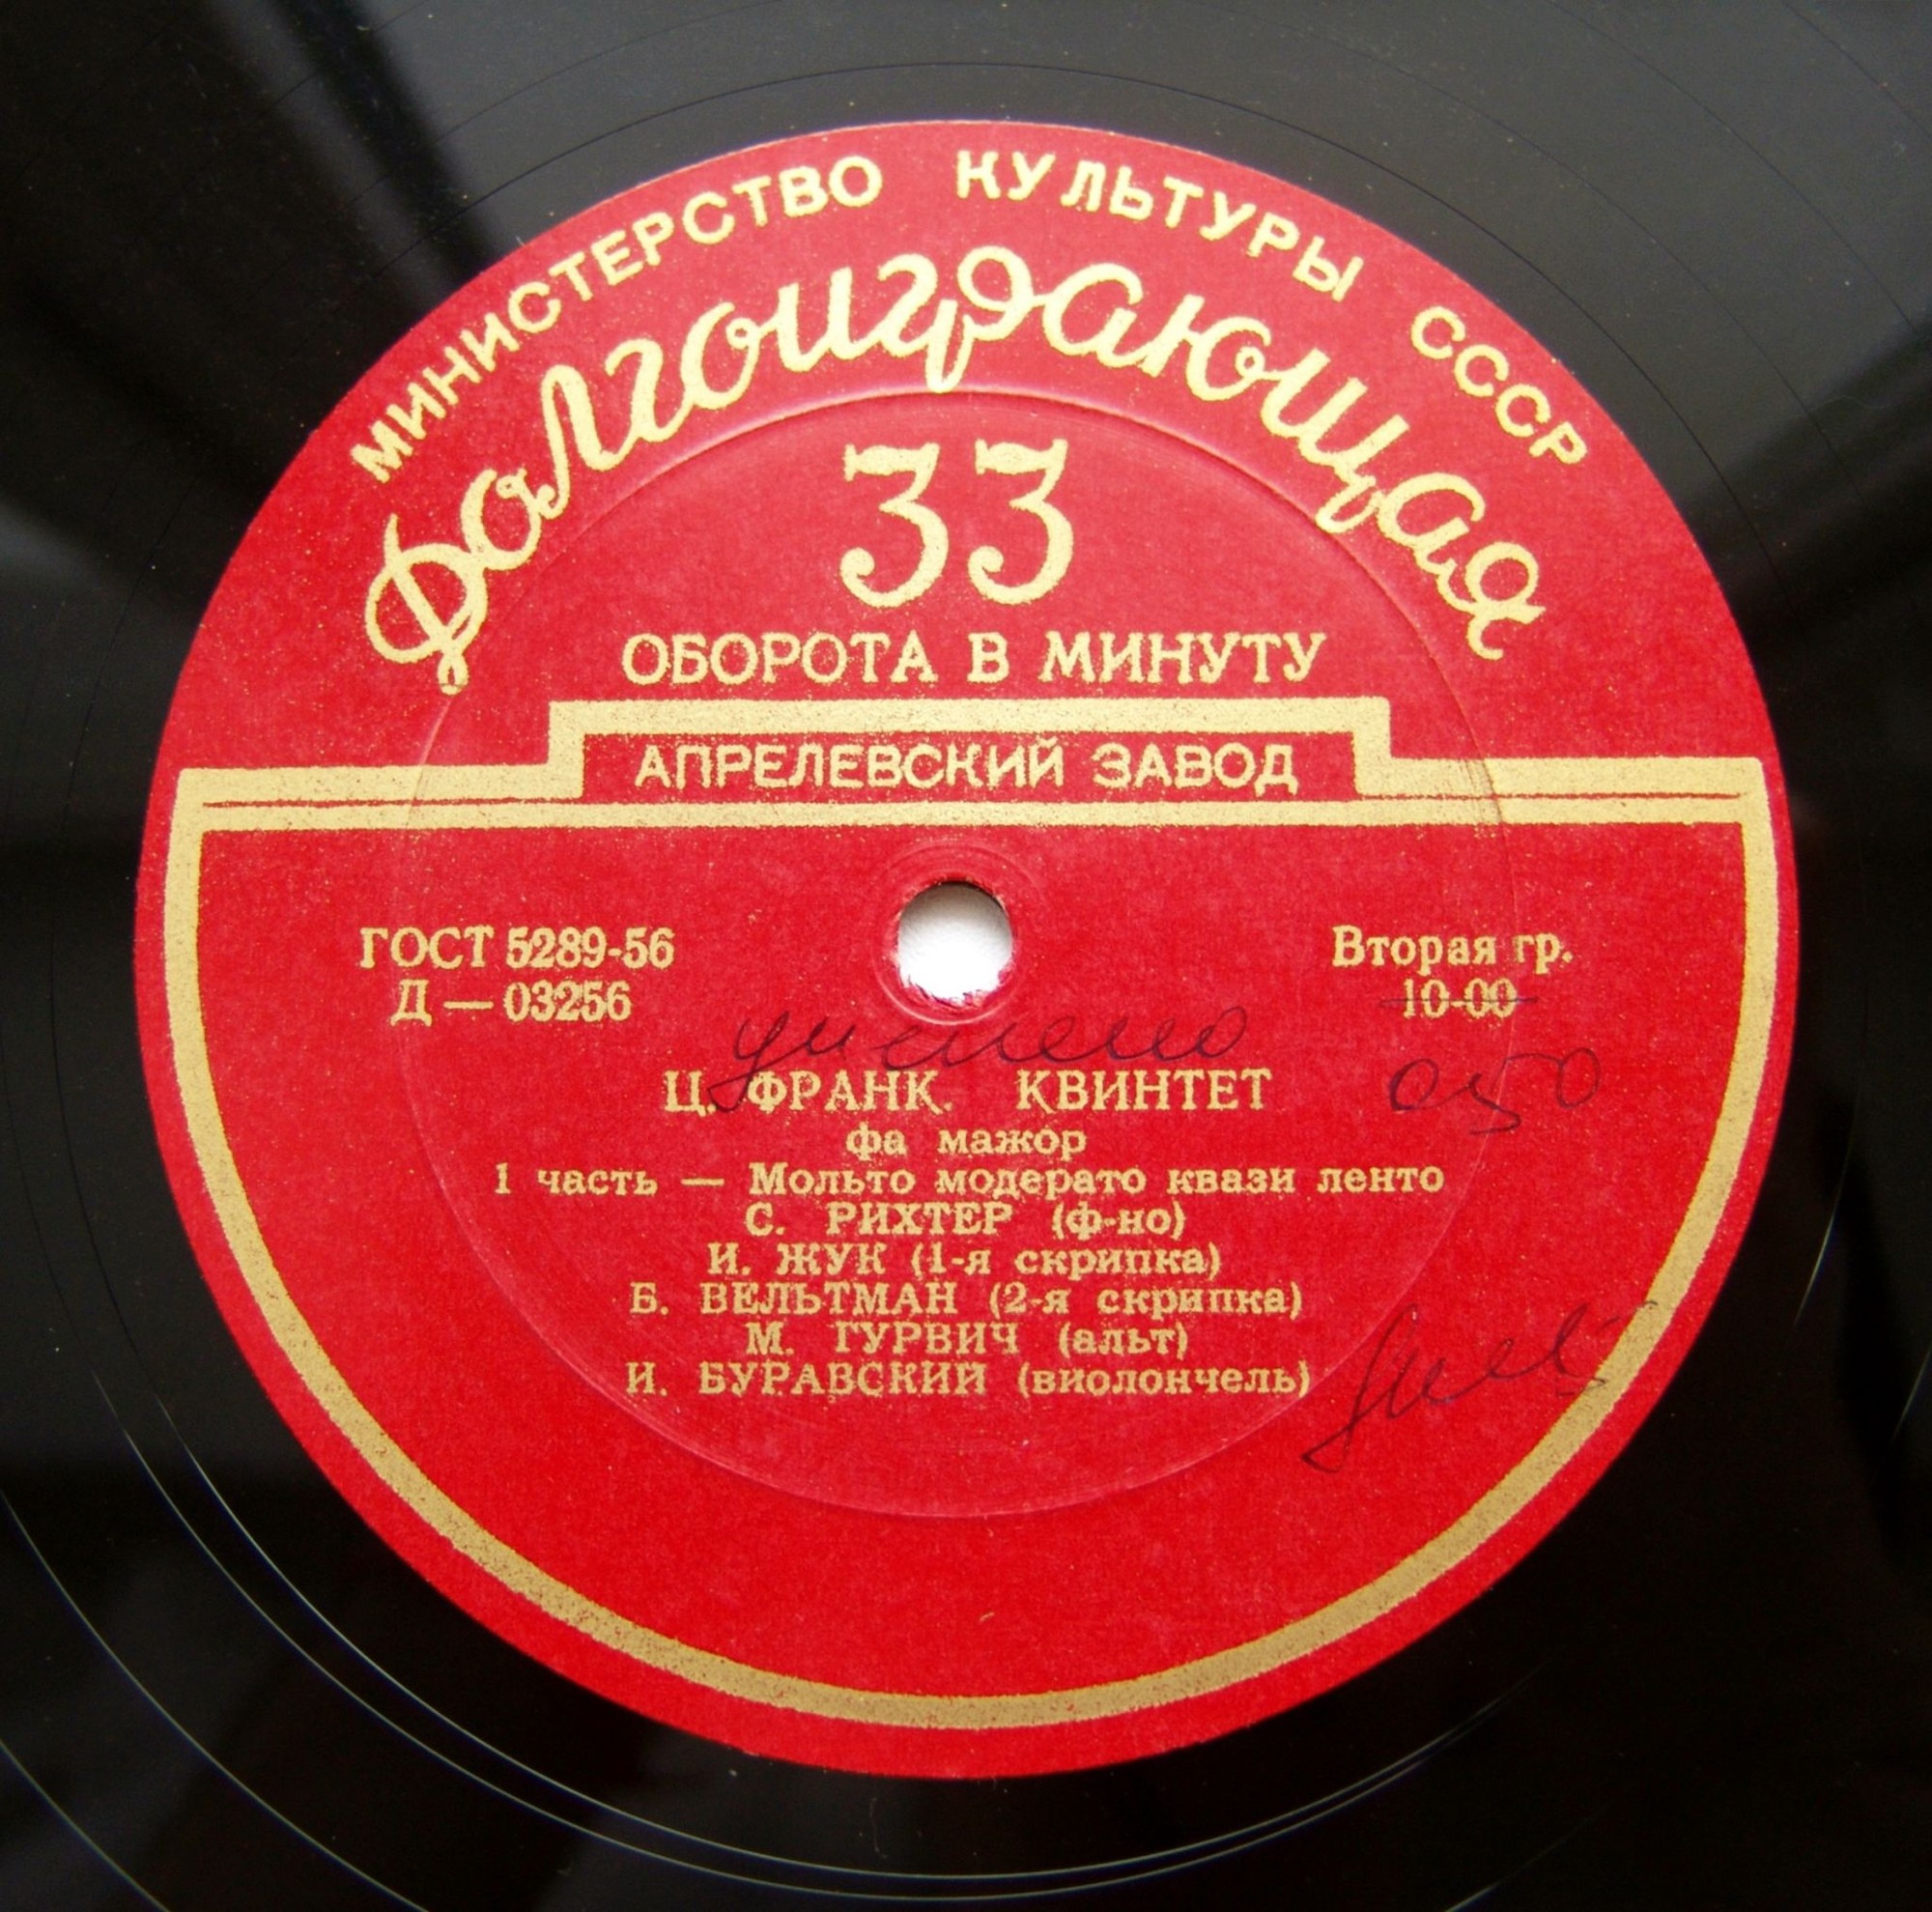 МИНИСТЕРСТВО КУЛЬТУРЫ СССР
Долгоиграющая
33
ОБОРОТА В МИНУТУ
АПРЕЛЕВСКИЙ ЗАВОД
ГОСТ 5289-56
Д — 03256
Вторая гр.
10-00
Ц. ФРАНК. КВИНТЕТ
фа мажор
1 часть — Мольто модерато квази ленто
С. РИХТЕР (ф-но)
И. ЖУК (1-я скрипка)
Б. ВЕЛЬТМАН (2-я скрипка)
М. ГУРВИЧ (альт)
И. БУРАВСКИЙ (виолончель)